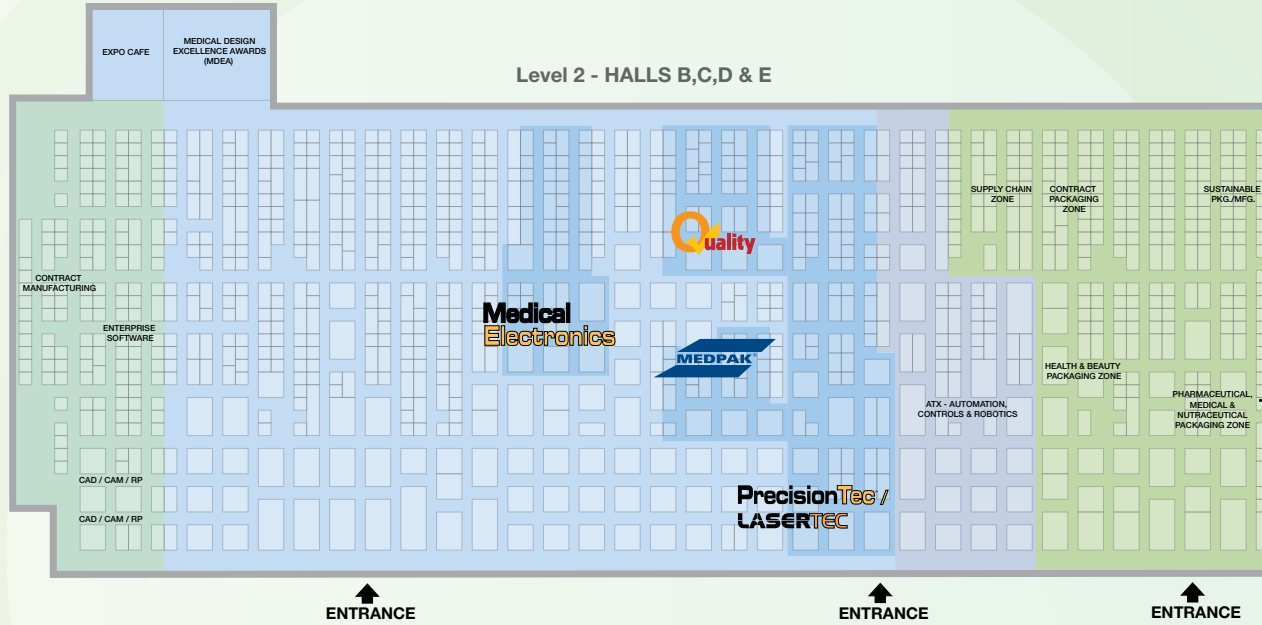 EXPO CAFE
MEDICAL DESIGN
EXCELLENCE AWARDS
(MDEA)
Level 2 - HALLS B,C,D & E
SUPPLY CHAIN
ZONE
CONTRACT
PACKAGING
ZONE
SUSTAINABLE
PKG./MFG.
Quality
CONTRACT
MANUFACTURING
ENTERPRISE
SOFTWARE
Medical
Electronics
MEDPAK®
HEALTH & BEAUTY
PACKAGING ZONE
ATX - AUTOMATION,
CONTROLS & ROBOTICS
PHARMACEUTICAL,
MEDICAL &
NUTRACEUTICAL
PACKAGING ZONE
CAD / CAM / RP
CAD / CAM / RP
PrecisionTec /
LASERTEC
ENTRANCE
ENTRANCE
ENTRANCE